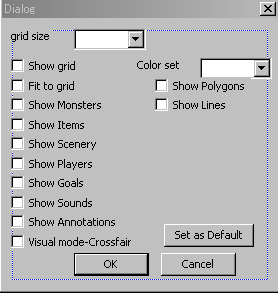 Dialog
grid size
Show grid
Color set
Fit to grid
Show Polygons
Show Monsters
Show Lines
Show Items
Show Scenery
Show Players
Show Goals
Show Sounds
Show Annotations
Set as Default
Visual mode-Crossfair
OK
Cancel